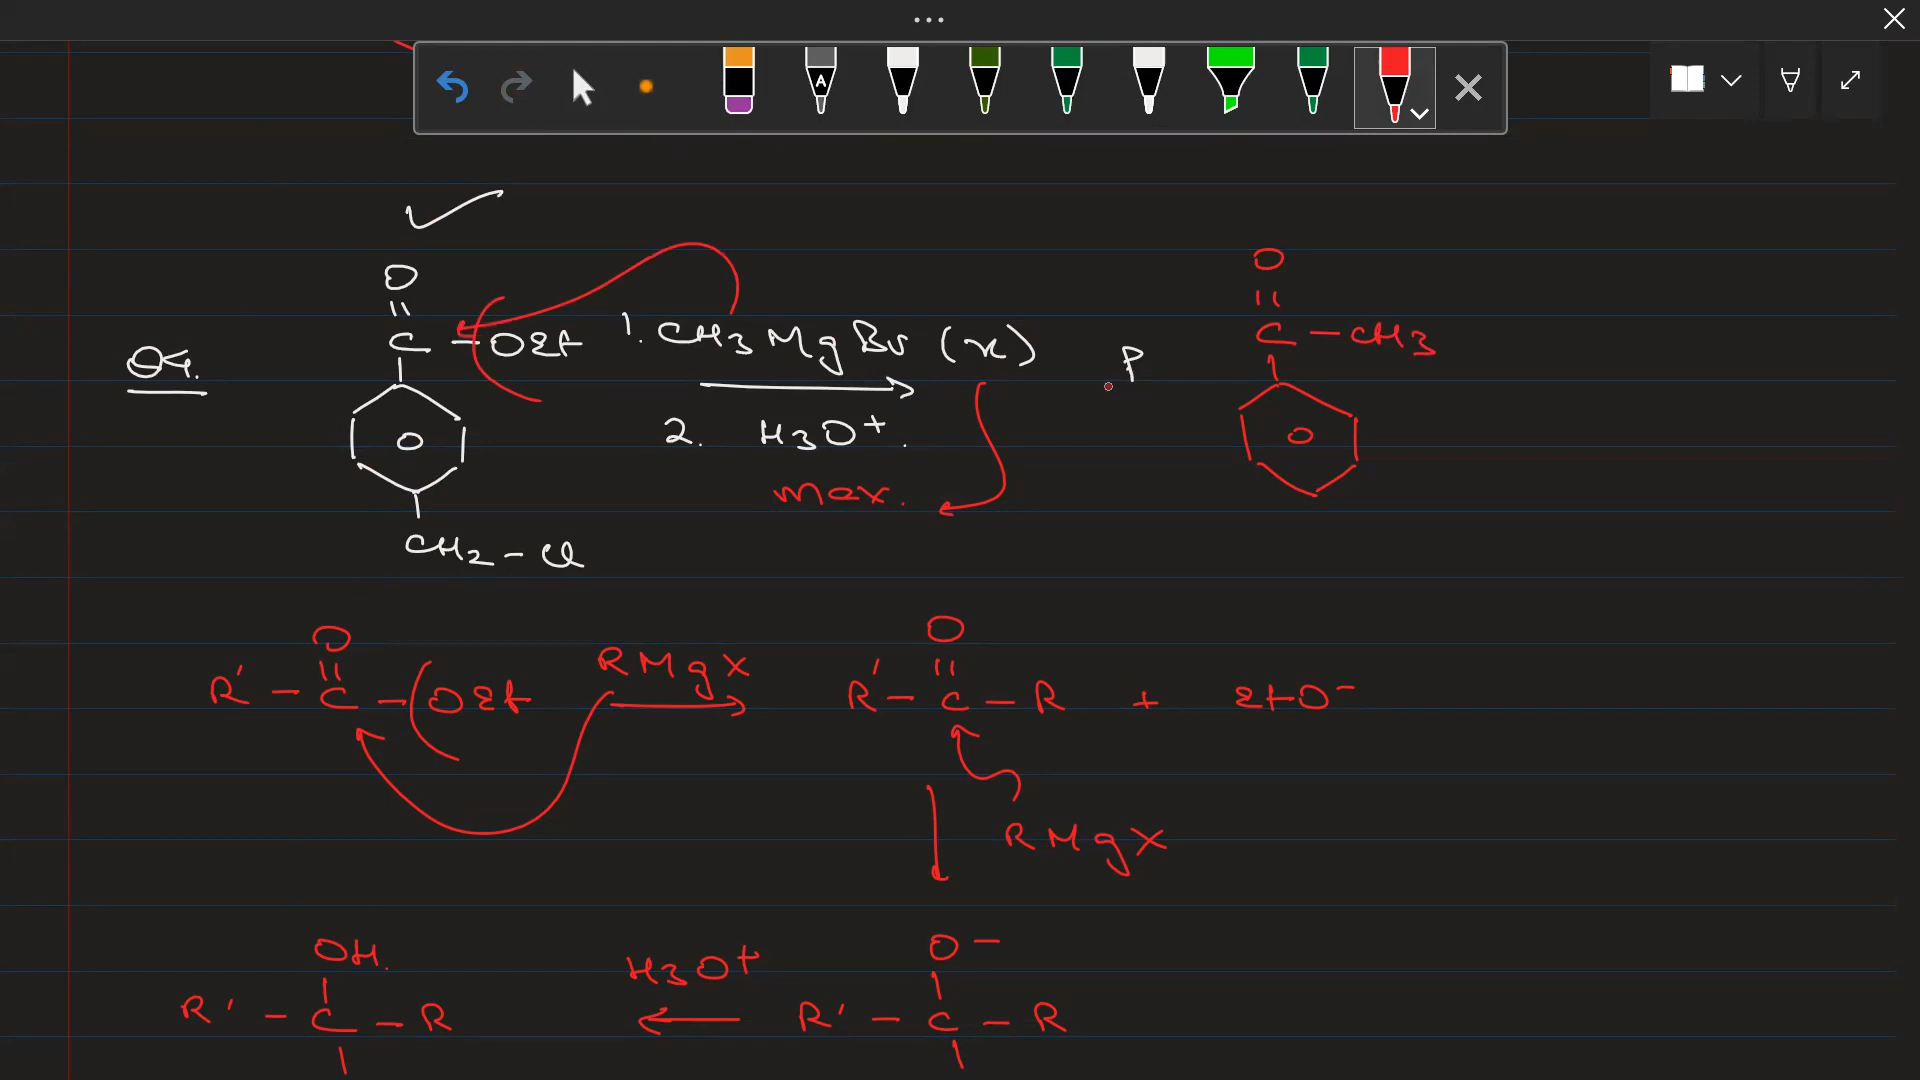 O
||
Q4. C - OEt 1. CH3MgBr (x) P
2. H3O+.
max.
CH2 - Cl
O
||
C - CH3
O
||
R' - C - OEt RMgX
O
||
R' - C - R + EtO-
RMgX
O-
R' - C - R
H3O+
OH.
R' - C - R
A